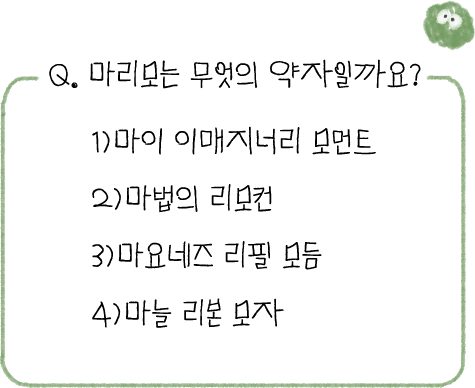 Q. 마리모는 무엇의 약자일까요?
1)마이 이매지너리 모먼트
2)마법의 리모컨
3)마요네즈 리필 모듬
4)마늘 리본 모자